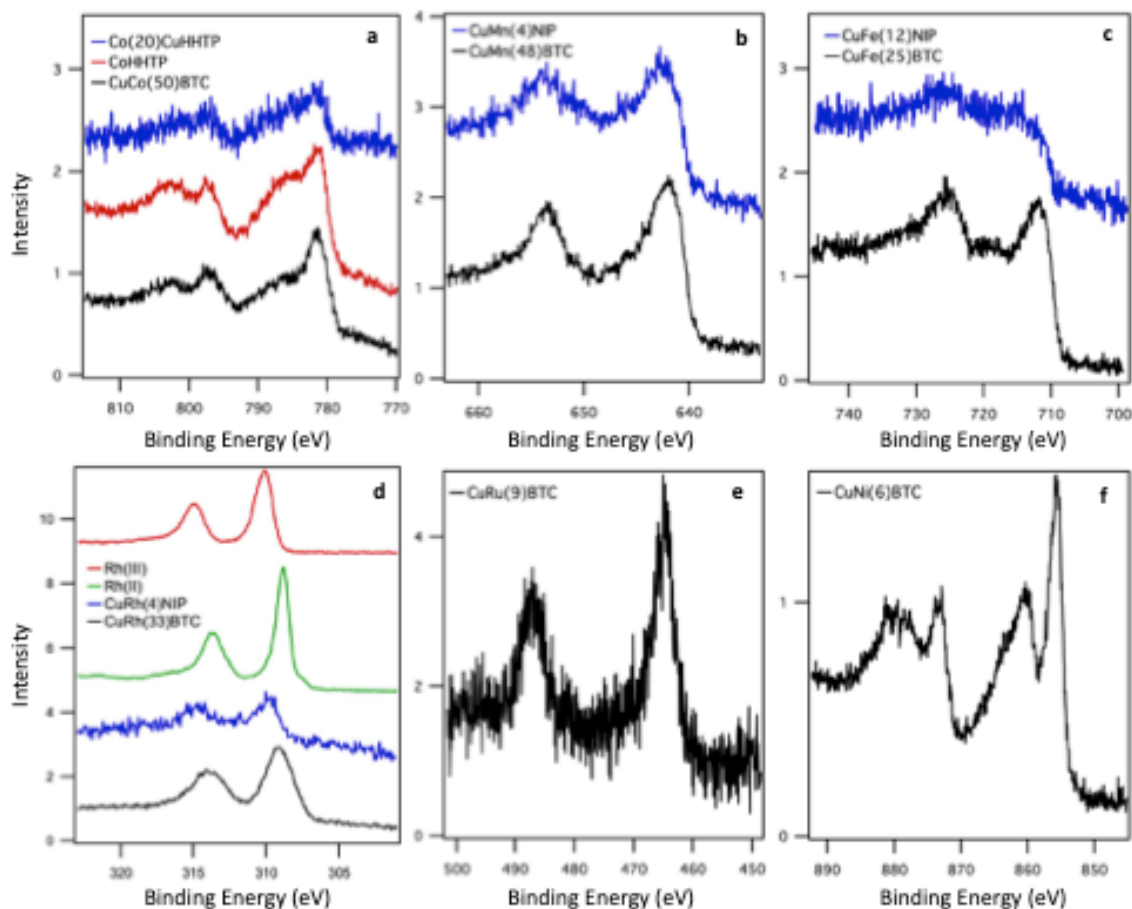 a
Co(20)CuHHTP
CoHHTP
CuCo(50)BTC
3
2
1
0
Intensity
810 800 790 780 770
Binding Energy (eV)
b
CuMn(4)NIP
CuMn(48)BTC
4
3
2
1
0
660 650 640
Binding Energy (eV)
c
CuFe(12)NIP
CuFe(25)BTC
3
2
1
0
740 730 720 710 700
Binding Energy (eV)
d
Rh(III)
Rh(II)
CuRh(4)NIP
CuRh(33)BTC
10
8
6
4
2
0
Intensity
320 315 310 305
Binding Energy (eV)
e
CuRu(9)BTC
4
2
0
500 490 480 470 460 450
Binding Energy (eV)
f
CuNi(6)BTC
1
0
890 880 870 860 850
Binding Energy (eV)